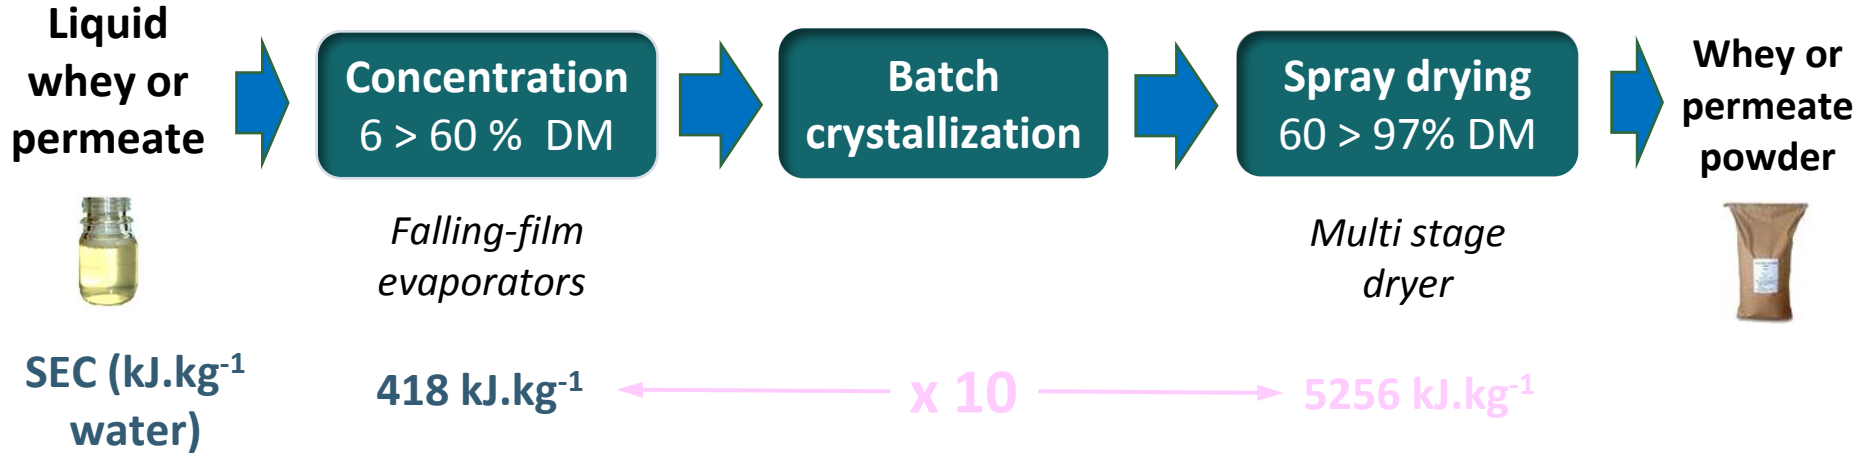 Liquid
whey or
permeate
Concentration
6 > 60 % DM
Batch
crystallization
Spray drying
60 > 97% DM
Whey or
permeate
powder
Falling-film
evaporators
Multi stage
dryer
SEC (kJ.kg⁻¹
water)
418 kJ.kg⁻¹
x 10
5256 kJ.kg⁻¹